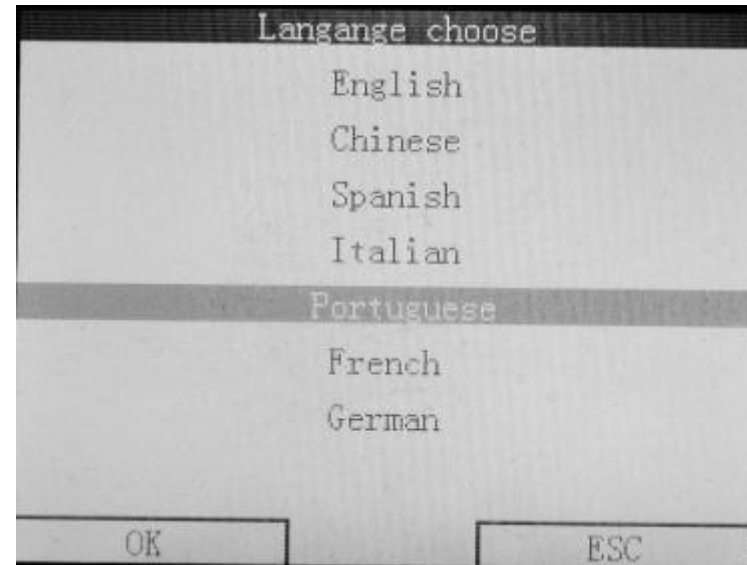 Langange choose
English
Chinese
Spanish
Italian
Portuguese
French
German
OK ESC